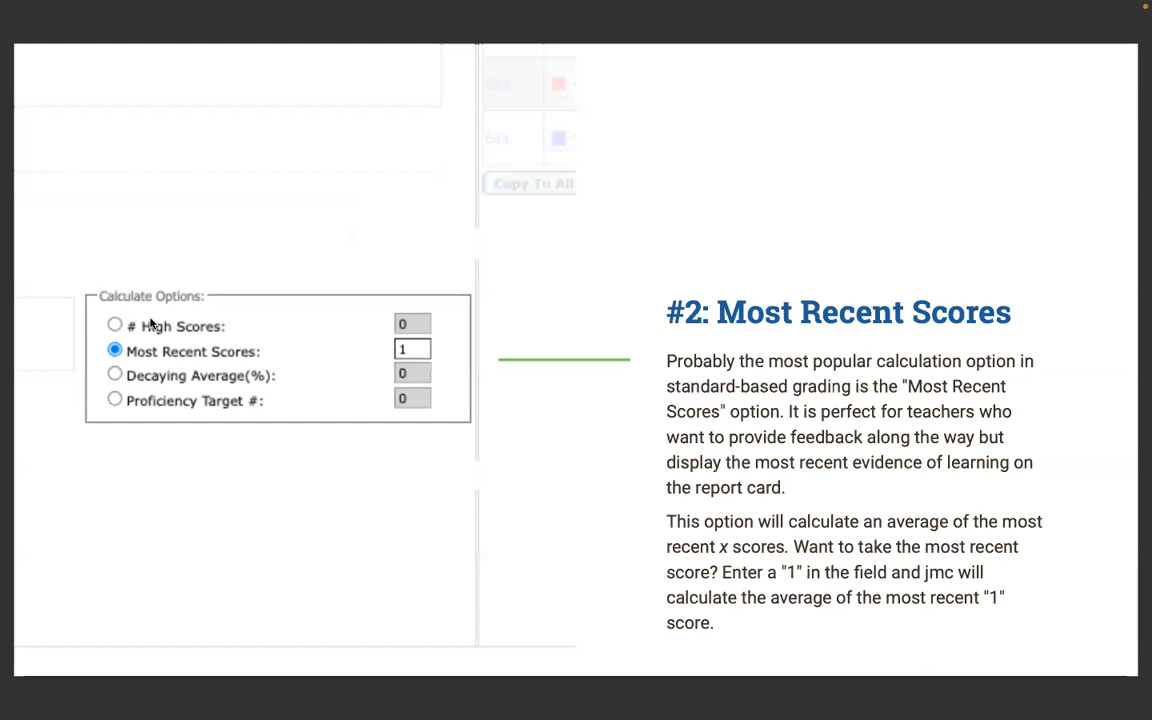 Edit
Copy To All
Calculate Options:
# High Scores: 0
Most Recent Scores: 1
Decaying Average(%): 0
Proficiency Target #: 0
#2: Most Recent Scores
Probably the most popular calculation option in
standard-based grading is the "Most Recent
Scores" option. It is perfect for teachers who
want to provide feedback along the way but
display the most recent evidence of learning on
the report card.
This option will calculate an average of the most
recent x scores. Want to take the most recent
score? Enter a "1" in the field and jmc will
calculate the average of the most recent "1"
score.